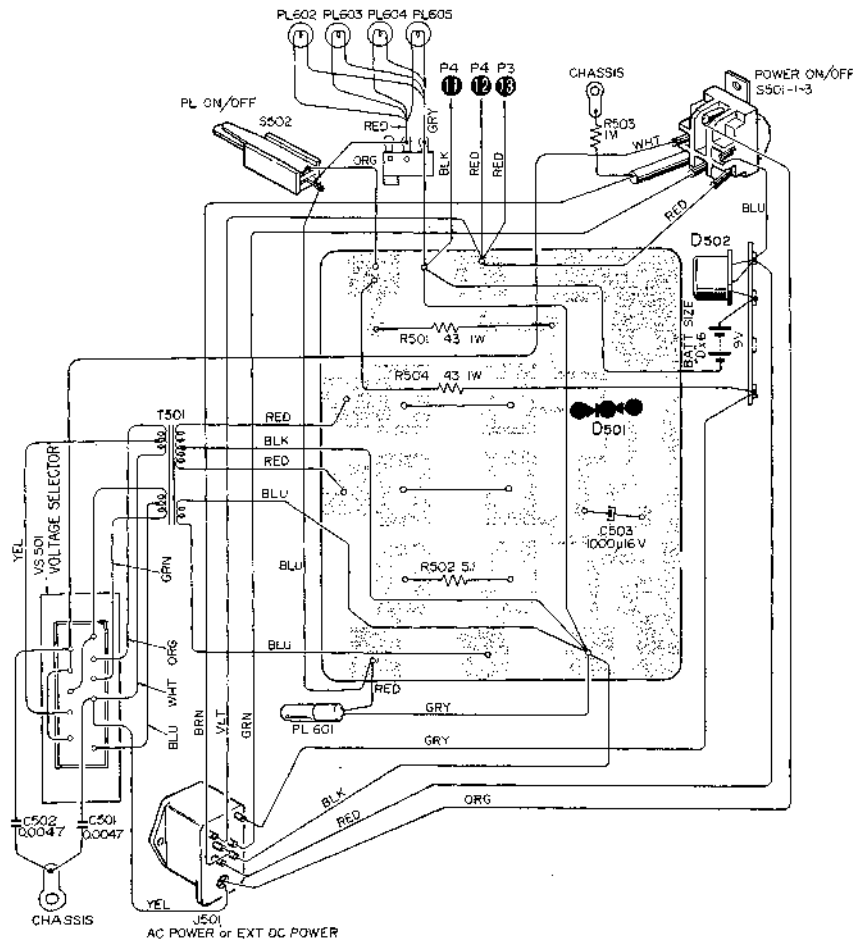 PL602 PL603 PL604 PL605
P4 P4 P3
11 12 13
CHASSIS
POWER ON/OFF
S501-1~3
PL ON/OFF
S502
RED
GRY
R503
1M
WHT
ORG
BLK
RED
RED
RED
BLU
D502
BATT SIZE
"D"X6
9V
R501 43 1W
R504 43 1W
T501
RED
BLK
RED
BLU
D501
C503
1000μ16V
YEL
VS501
VOLTAGE SELECTOR
GRN
BLU
R502 5.1
ORG
WHT
BLU
BLU
RED
PL 601
GRY
BRN
VLT
GRN
GRY
BLK
RED
ORG
C502
0.0047
C501
0.0047
CHASSIS
YEL
J501
AC POWER or EXT DC POWER